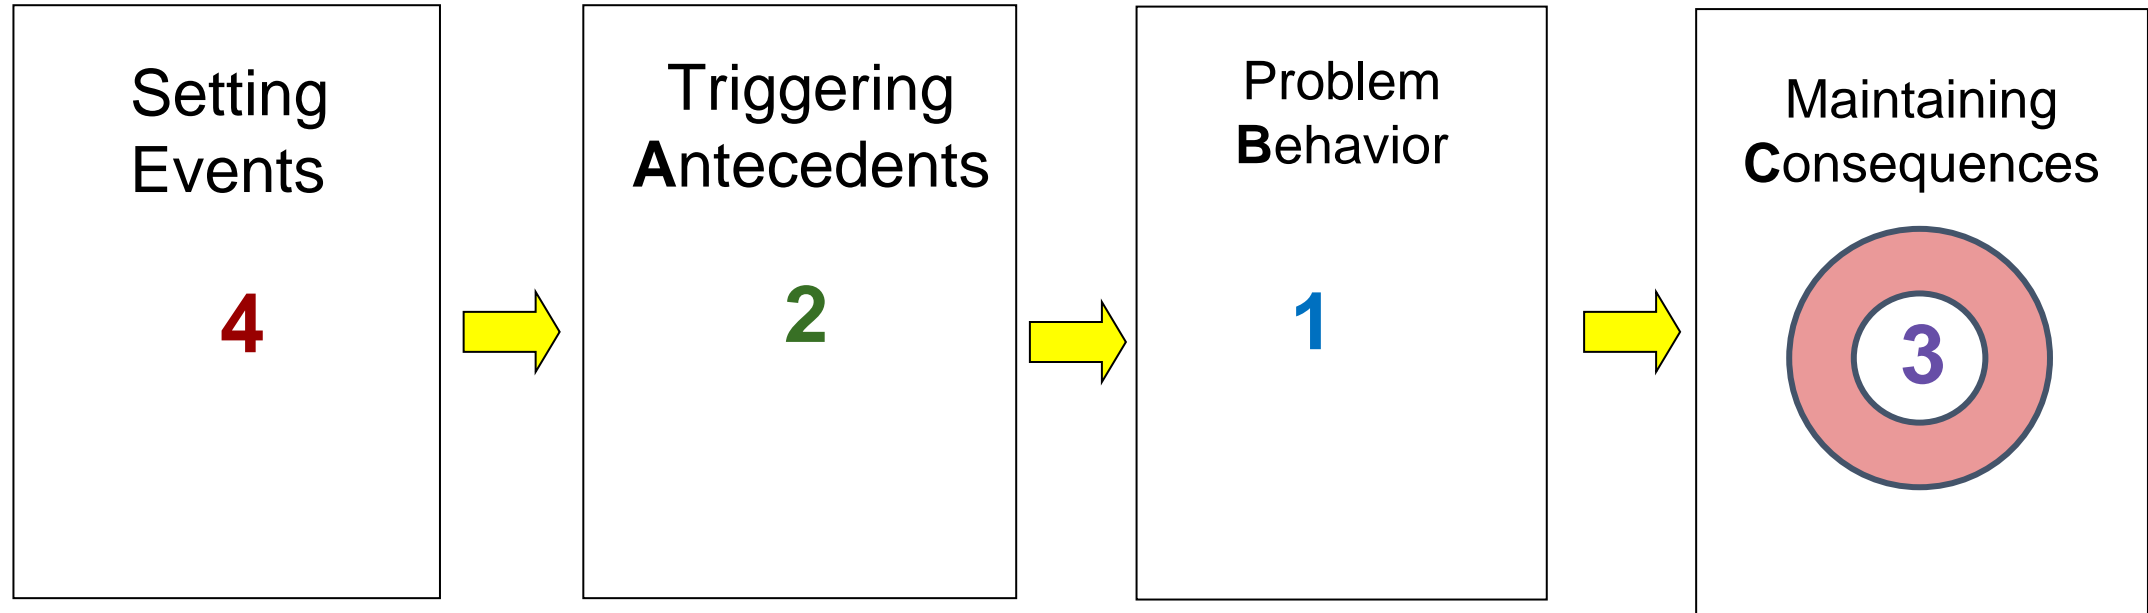 Setting
Events
4
Triggering
Antecedents
2
Problem
Behavior
1
Maintaining
Consequences
3